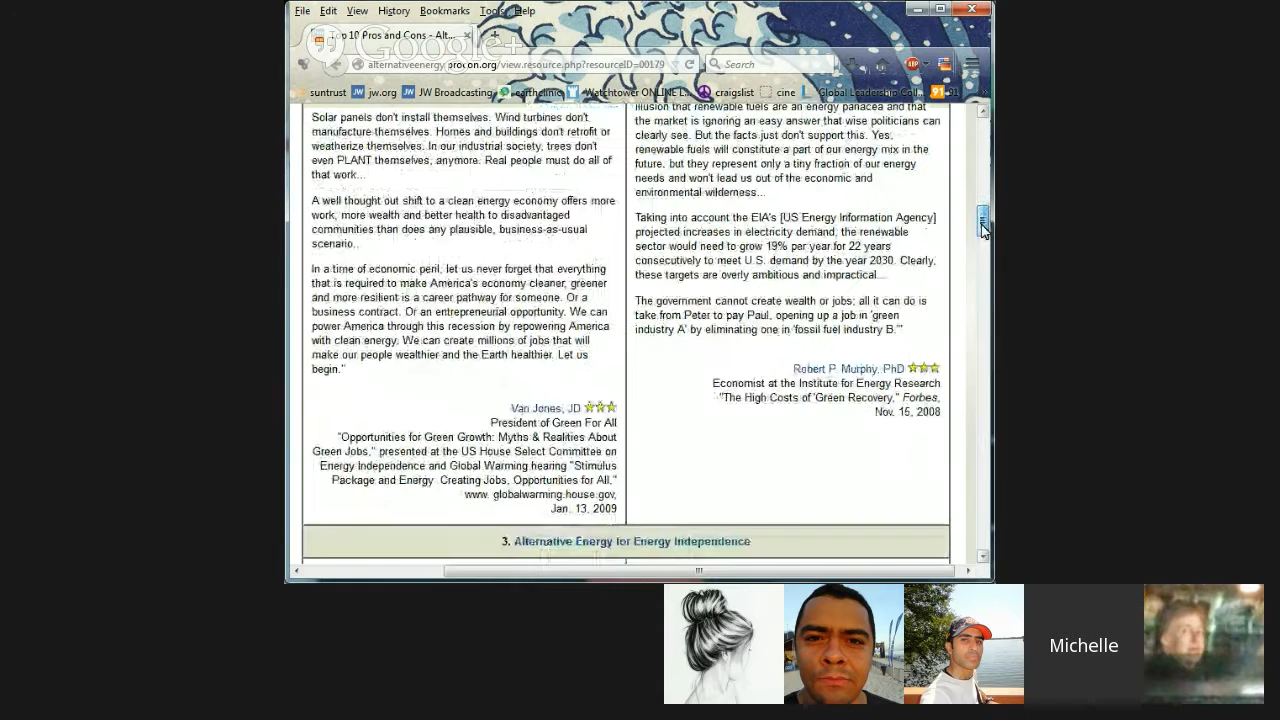 File Edit View History Bookmarks Tools Help
Google+
Top 10 Pros and Cons - Alt...
alternativeenergy.procon.org/view.resource.php?resourceID=00179
Search
suntrust jw.org JW Broadcasting Watchtower ONLINE L... craigslist cine Global Leadership Coll...
Solar panels don't install themselves. Wind turbines don't
manufacture themselves. Homes and buildings don't retrofit or
weatherize themselves. In our industrial society, trees don't
even PLANT themselves, anymore. Real people must do all of
that work...
A well thought out shift to a clean energy economy offers more
work, more wealth and better health to disadvantaged
communities than does any plausible, business-as-usual
scenario..
In a time of economic peril, let us never forget that everything
that is required to make America's economy cleaner, greener
and more resilient is a career pathway for someone. Or a
business contract. Or an entrepreneurial opportunity. We can
power America through this recession by repowering America
with clean energy. We can create millions of jobs that will
make our people wealthier and the Earth healthier. Let us
begin."
Van Jones, JD
President of Green For All
"Opportunities for Green Growth: Myths & Realities About
Green Jobs," presented at the US House Select Committee on
Energy Independence and Global Warming hearing "Stimulus
Package and Energy Creating Jobs, Opportunities for All,"
www. globalwarming.house.gov,
Jan. 13, 2009
illusion that renewable fuels are an energy panacea and that
the market is ignoring an easy answer that wise politicians can
clearly see. But the facts just don't support this. Yes,
renewable fuels will constitute a part of our energy mix in the
future, but they represent only a tiny fraction of our energy
needs and won't lead us out of the economic and
environmental wilderness...
Taking into account the EIA's [US Energy Information Agency]
projected increases in electricity demand, the renewable
sector would need to grow 19% per year for 22 years
consecutively to meet U.S. demand by the year 2030. Clearly,
these targets are overly ambitious and impractical...
The government cannot create wealth or jobs; all it can do is
take from Peter to pay Paul, opening up a job in 'green
industry A' by eliminating one in 'fossil fuel industry B.'"
Robert P. Murphy, PhD
Economist at the Institute for Energy Research
"The High Costs of 'Green Recovery," Forbes,
Nov. 15, 2008
3. Alternative Energy for Energy Independence
Michelle